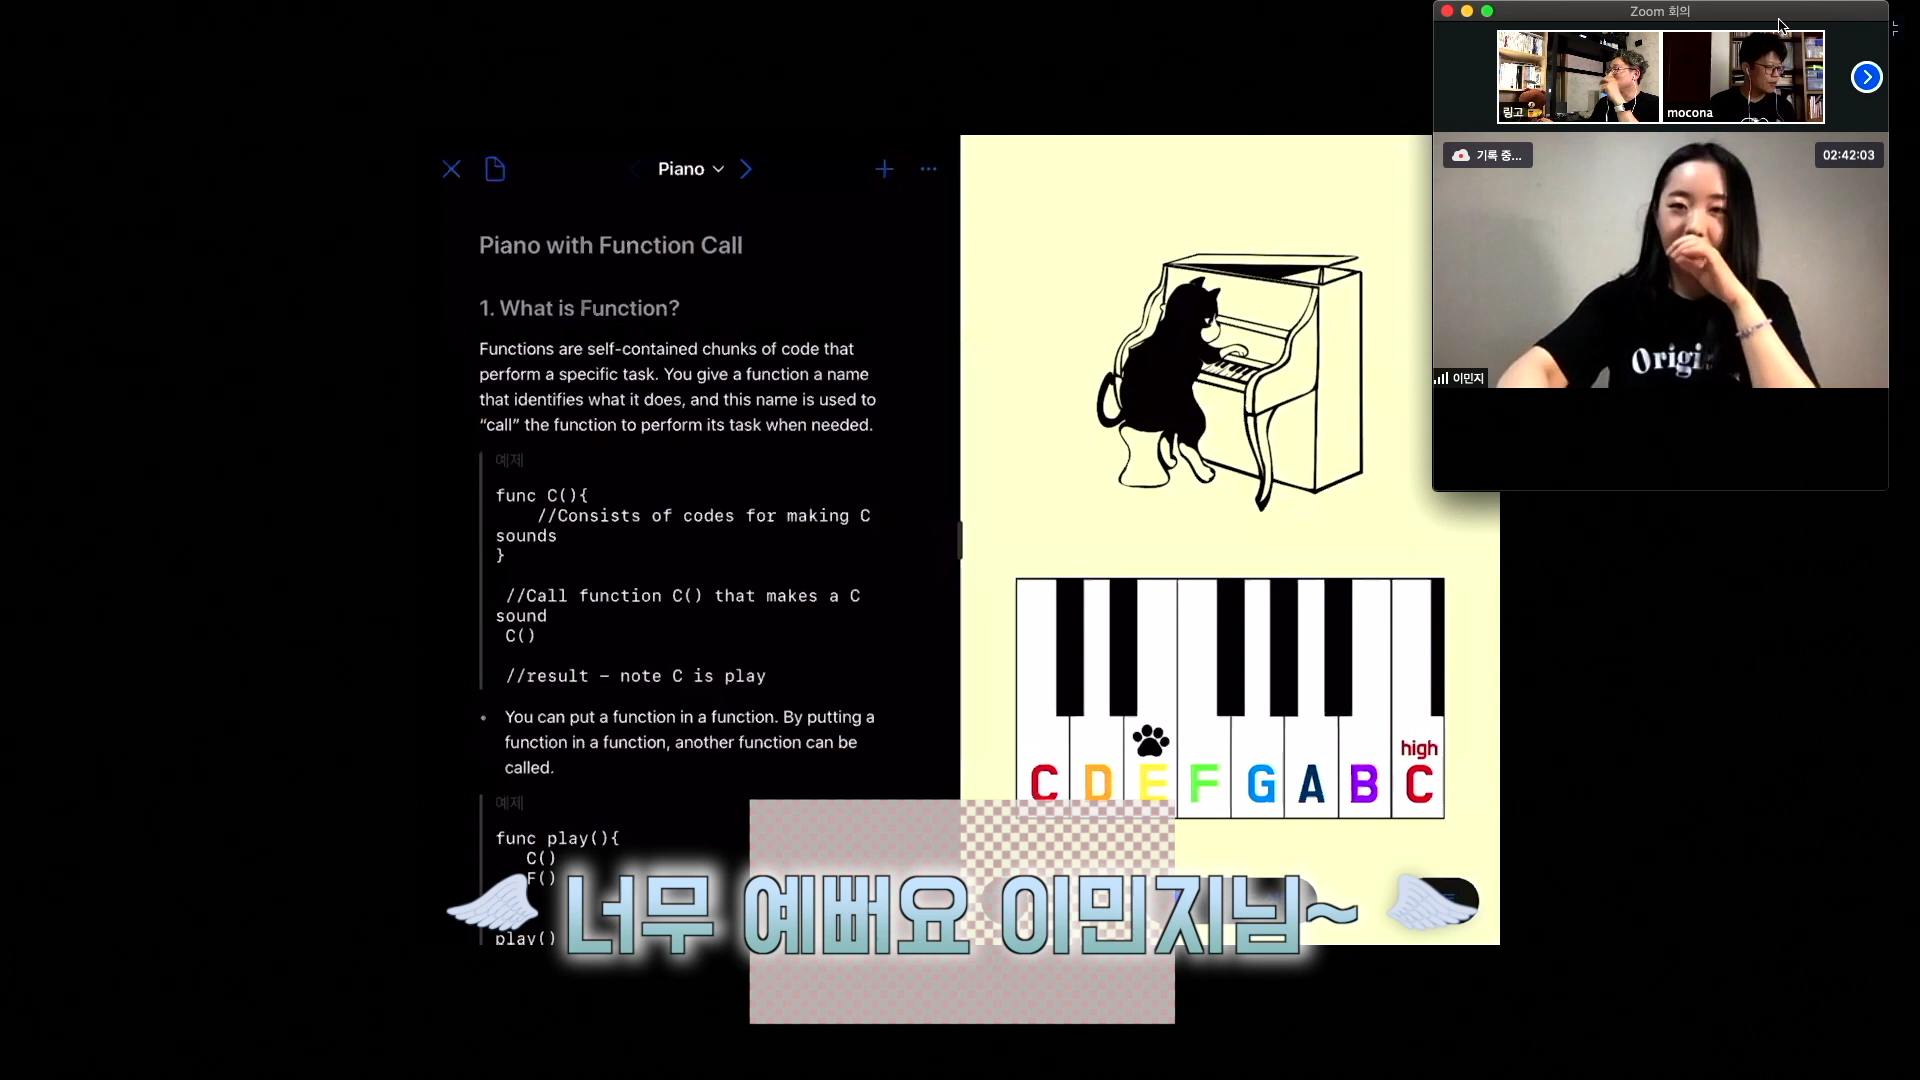 Zoom 회의
링고
mocona
기록 중...
02:42:03
이민지
Piano
Piano with Function Call
1. What is Function?
Functions are self-contained chunks of code that
perform a specific task. You give a function a name
that identifies what it does, and this name is used to
“call” the function to perform its task when needed.
예제
func C(){
//Consists of codes for making C
sounds
}
//Call function C() that makes a C
sound
C()
//result – note C is play
• You can put a function in a function. By putting a
function in a function, another function can be
called.
예제
func play(){
C()
F()
play()
high
C D E F G A B C
너무 예뻐요 이민지님~